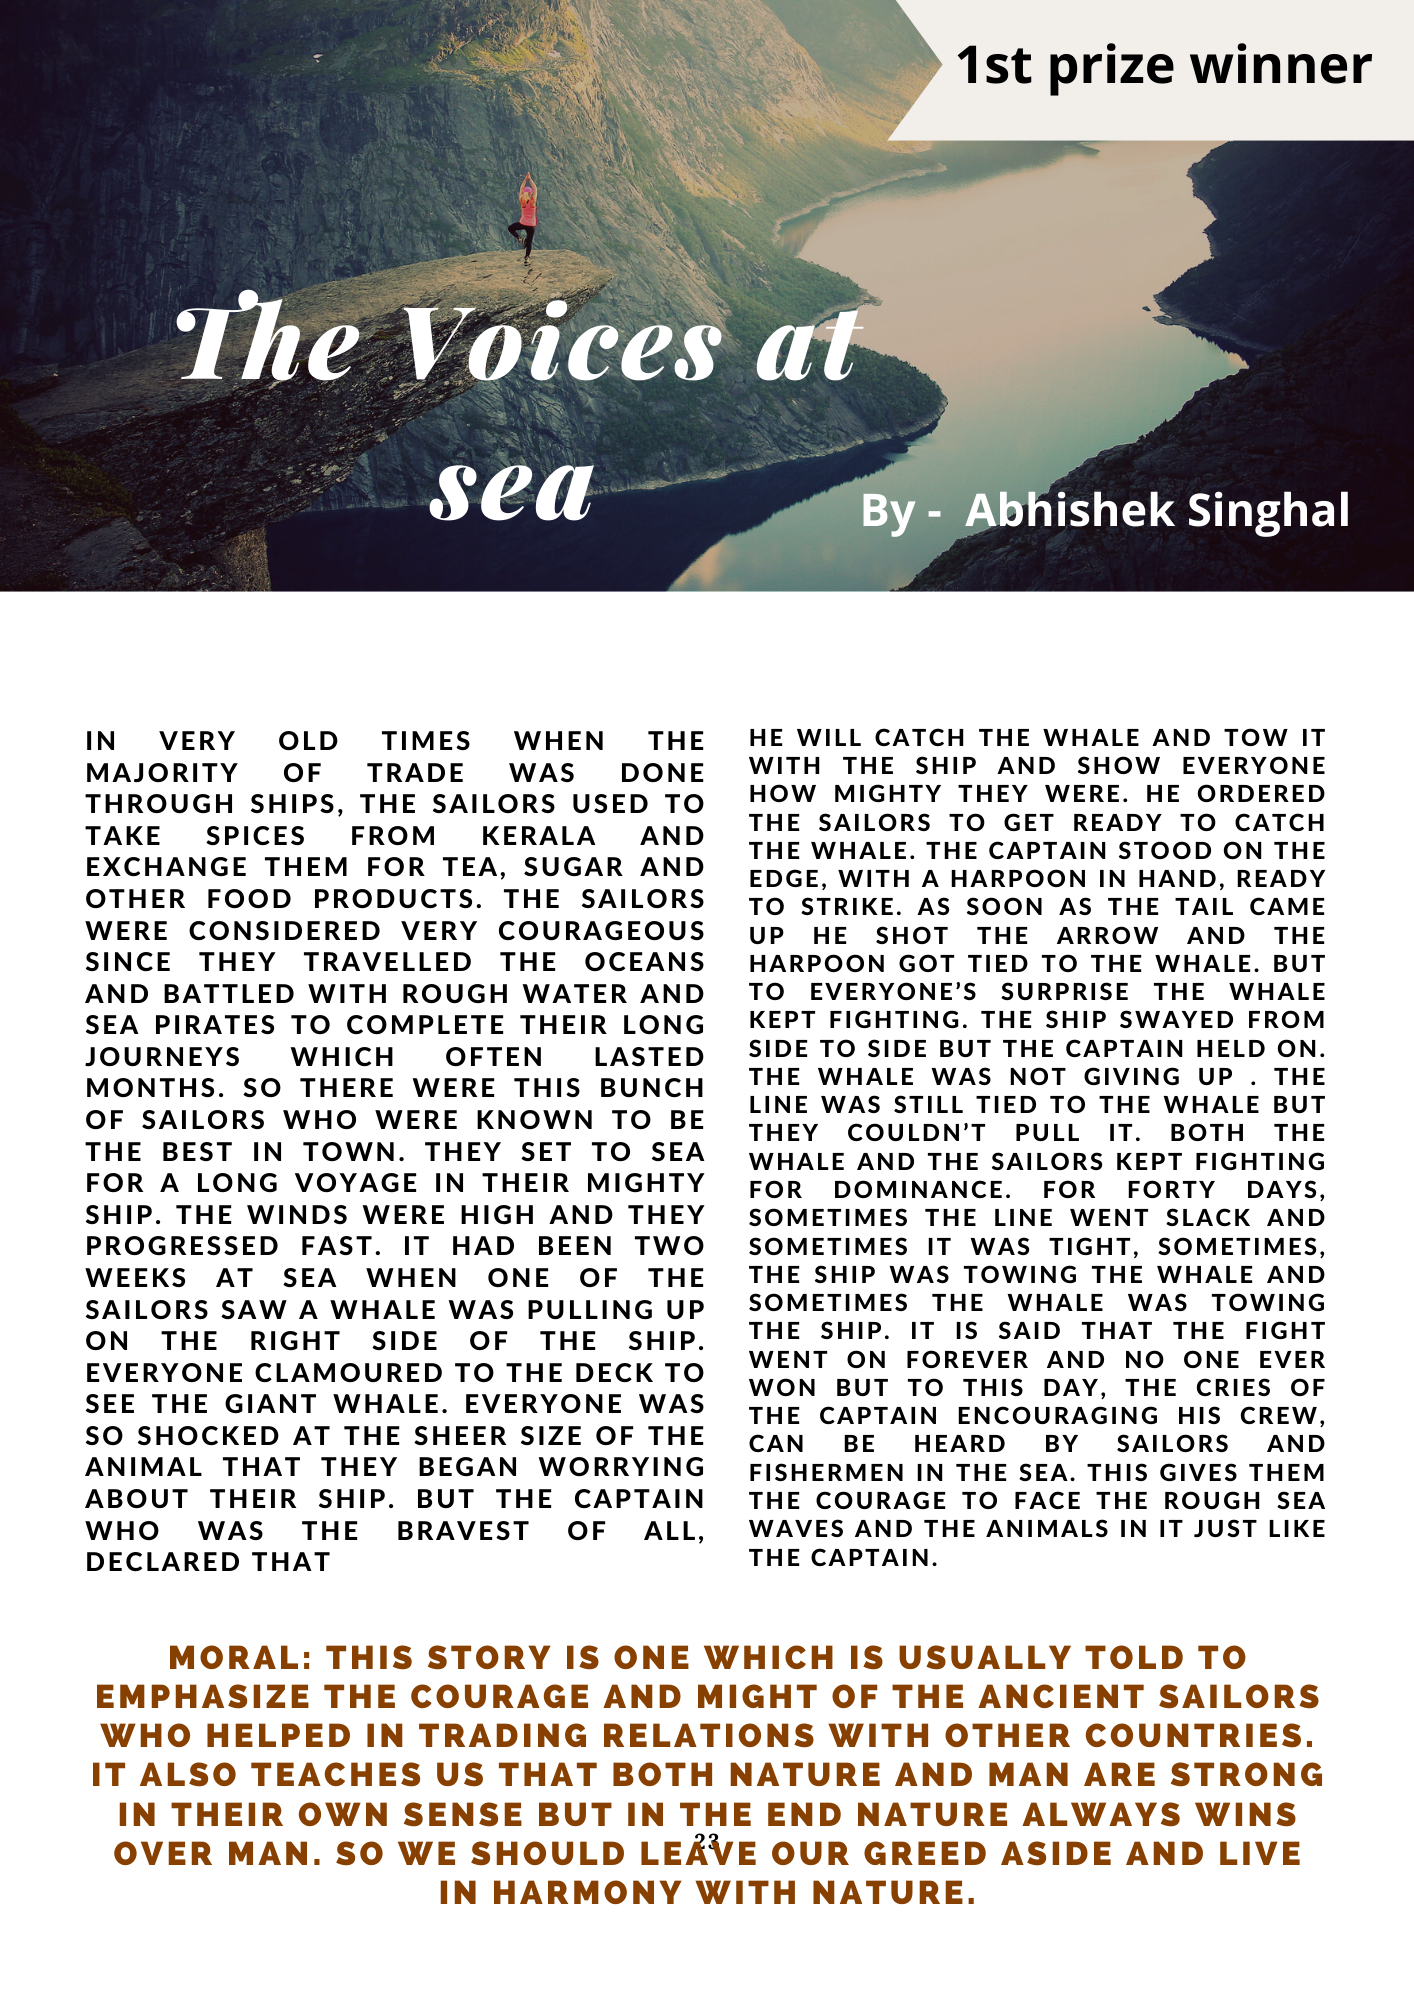 1st prize winner
The Voices at
sea
By - Abhishek Singhal
IN VERY OLD TIMES WHEN THE
MAJORITY OF TRADE WAS DONE
THROUGH SHIPS, THE SAILORS USED TO
TAKE SPICES FROM KERALA AND
EXCHANGE THEM FOR TEA, SUGAR AND
OTHER FOOD PRODUCTS. THE SAILORS
WERE CONSIDERED VERY COURAGEOUS
SINCE THEY TRAVELLED THE OCEANS
AND BATTLED WITH ROUGH WATER AND
SEA PIRATES TO COMPLETE THEIR LONG
JOURNEYS WHICH OFTEN LASTED
MONTHS. SO THERE WERE THIS BUNCH
OF SAILORS WHO WERE KNOWN TO BE
THE BEST IN TOWN. THEY SET TO SEA
FOR A LONG VOYAGE IN THEIR MIGHTY
SHIP. THE WINDS WERE HIGH AND THEY
PROGRESSED FAST. IT HAD BEEN TWO
WEEKS AT SEA WHEN ONE OF THE
SAILORS SAW A WHALE WAS PULLING UP
ON THE RIGHT SIDE OF THE SHIP.
EVERYONE CLAMOURED TO THE DECK TO
SEE THE GIANT WHALE. EVERYONE WAS
SO SHOCKED AT THE SHEER SIZE OF THE
ANIMAL THAT THEY BEGAN WORRYING
ABOUT THEIR SHIP. BUT THE CAPTAIN
WHO WAS THE BRAVEST OF ALL,
DECLARED THAT
HE WILL CATCH THE WHALE AND TOW IT
WITH THE SHIP AND SHOW EVERYONE
HOW MIGHTY THEY WERE. HE ORDERED
THE SAILORS TO GET READY TO CATCH
THE WHALE. THE CAPTAIN STOOD ON THE
EDGE, WITH A HARPOON IN HAND, READY
TO STRIKE. AS SOON AS THE TAIL CAME
UP HE SHOT THE ARROW AND THE
HARPOON GOT TIED TO THE WHALE. BUT
TO EVERYONE’S SURPRISE THE WHALE
KEPT FIGHTING. THE SHIP SWAYED FROM
SIDE TO SIDE BUT THE CAPTAIN HELD ON.
THE WHALE WAS NOT GIVING UP . THE
LINE WAS STILL TIED TO THE WHALE BUT
THEY COULDN’T PULL IT. BOTH THE
WHALE AND THE SAILORS KEPT FIGHTING
FOR DOMINANCE. FOR FORTY DAYS,
SOMETIMES THE LINE WENT SLACK AND
SOMETIMES IT WAS TIGHT, SOMETIMES,
THE SHIP WAS TOWING THE WHALE AND
SOMETIMES THE WHALE WAS TOWING
THE SHIP. IT IS SAID THAT THE FIGHT
WENT ON FOREVER AND NO ONE EVER
WON BUT TO THIS DAY, THE CRIES OF
THE CAPTAIN ENCOURAGING HIS CREW,
CAN BE HEARD BY SAILORS AND
FISHERMEN IN THE SEA. THIS GIVES THEM
THE COURAGE TO FACE THE ROUGH SEA
WAVES AND THE ANIMALS IN IT JUST LIKE
THE CAPTAIN.
MORAL: THIS STORY IS ONE WHICH IS USUALLY TOLD TO
EMPHASIZE THE COURAGE AND MIGHT OF THE ANCIENT SAILORS
WHO HELPED IN TRADING RELATIONS WITH OTHER COUNTRIES.
IT ALSO TEACHES US THAT BOTH NATURE AND MAN ARE STRONG
IN THEIR OWN SENSE BUT IN THE END NATURE ALWAYS WINS
OVER MAN. SO WE SHOULD LEAVE OUR GREED ASIDE AND LIVE
IN HARMONY WITH NATURE.
23